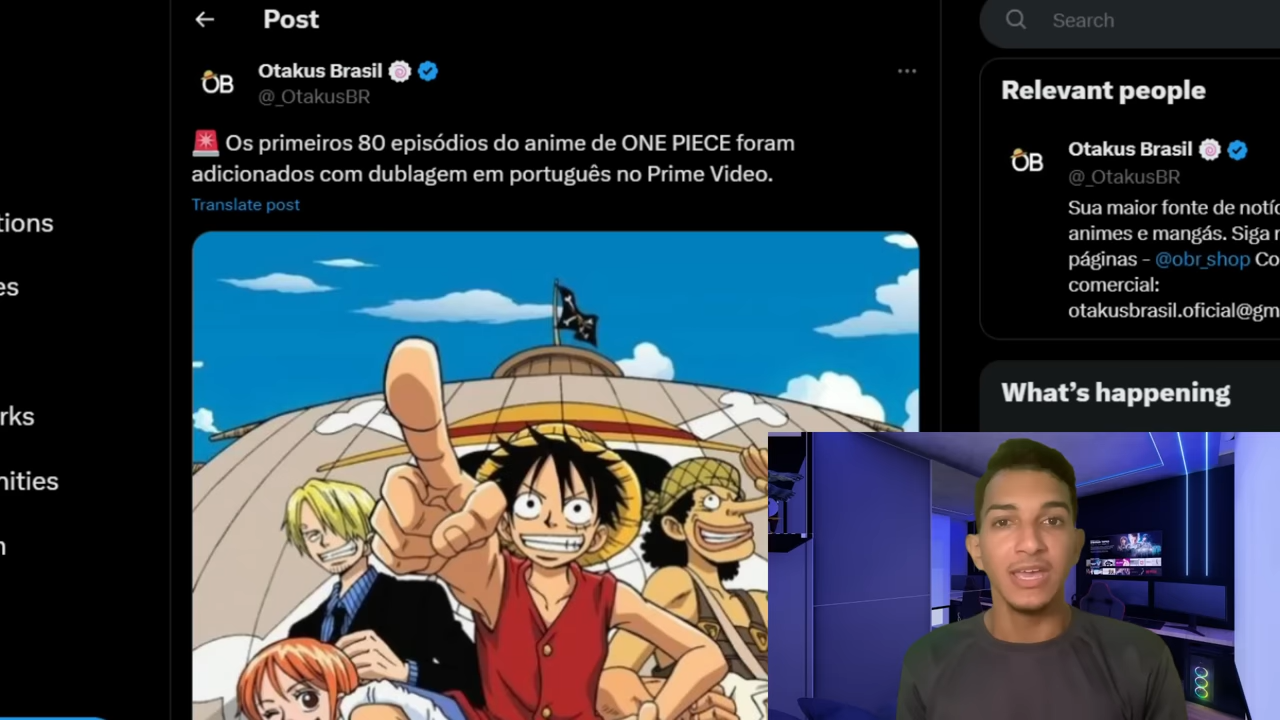 Post
Search
OB
Otakus Brasil
@_OtakusBR
Os primeiros 80 episódios do anime de ONE PIECE foram
adicionados com dublagem em português no Prime Video.
Translate post
Relevant people
OB
Otakus Brasil
@_OtakusBR
Sua maior fonte de
animes e mangás. Siga
páginas - @obr_shop
comercial:
otakusbrasil.oficial@gm
What's happening
tions
es
rks
nities
n